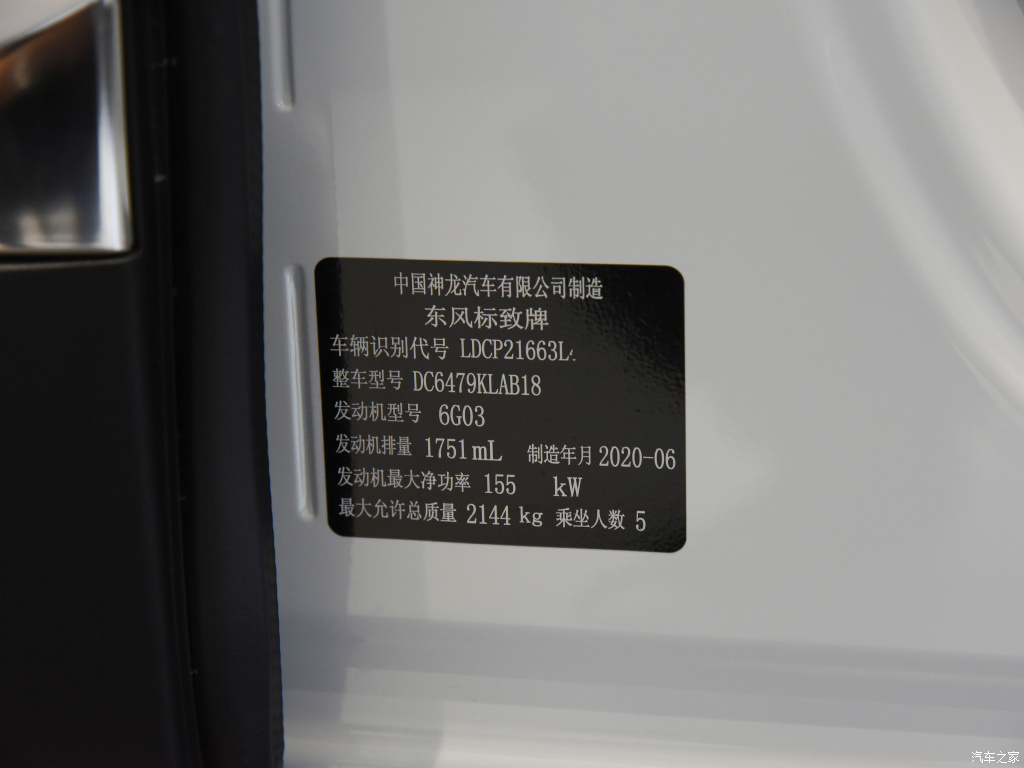 中国神龙汽车有限公司制造
东风标致牌
车辆识别代号 LDCP21663L
整车型号 DC6479KLAB18
发动机型号 6G03
发动机排量 1751mL 制造年月 2020-06
发动机最大净功率 155 kW
最大允许总质量 2144 kg 乘坐人数 5
汽车之家